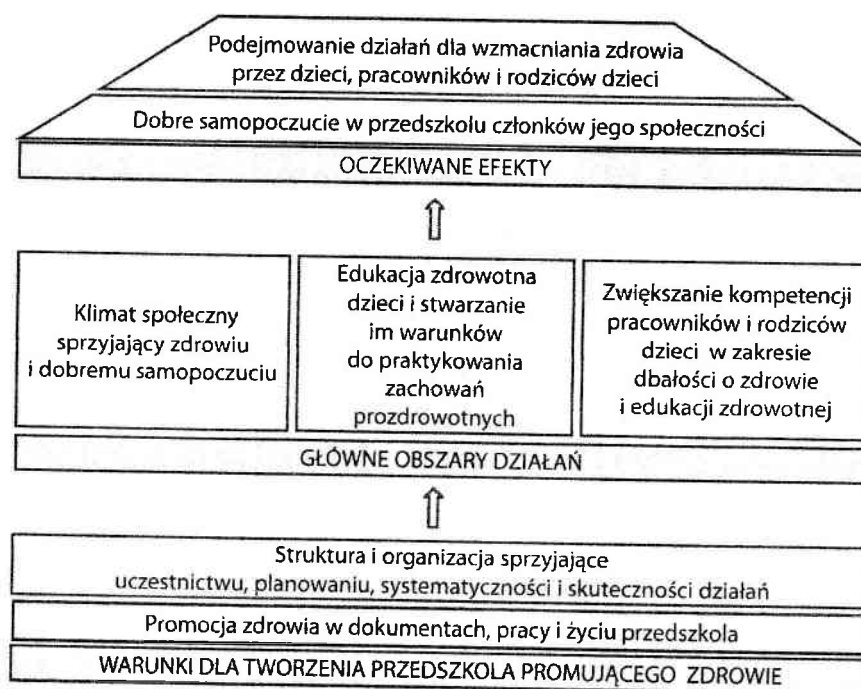 Podejmowanie działań dla wzmacniania zdrowia
przez dzieci, pracowników i rodziców dzieci
Dobre samopoczucie w przedszkolu członków jego społeczności
OCZEKIWANE EFEKTY
Klimat społeczny
sprzyjający zdrowiu
i dobremu samopoczuciu
Edukacja zdrowotna
dzieci i stwarzanie
im warunków
do praktykowania
zachowań
prozdrowotnych
Zwiększanie kompetencji
pracowników i rodziców
dzieci w zakresie
dbałości o zdrowie
i edukacji zdrowotnej
GŁÓWNE OBSZARY DZIAŁAŃ
Struktura i organizacja sprzyjające
uczestnictwu, planowaniu, systematyczności i skuteczności działań
Promocja zdrowia w dokumentach, pracy i życiu przedszkola
WARUNKI DLA TWORZENIA PRZEDSZKOLA PROMUJĄCEGO ZDROWIE